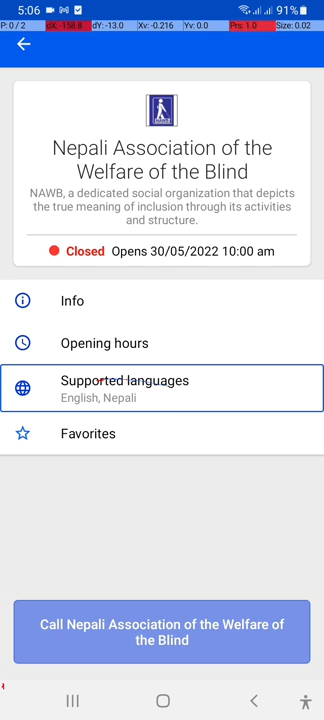 5:06 91%
P: 0 / 2 dX: -158.8 dY: -13.0 Xv: -0.216 Yv: 0.0 Prs: 1.0 Size: 0.02
Nepali Association of the
Welfare of the Blind
NAWB, a dedicated social organization that depicts
the true meaning of inclusion through its activities
and structure.
Closed Opens 30/05/2022 10:00 am
Info
Opening hours
Supported languages
English, Nepali
Favorites
Call Nepali Association of the Welfare of
the Blind